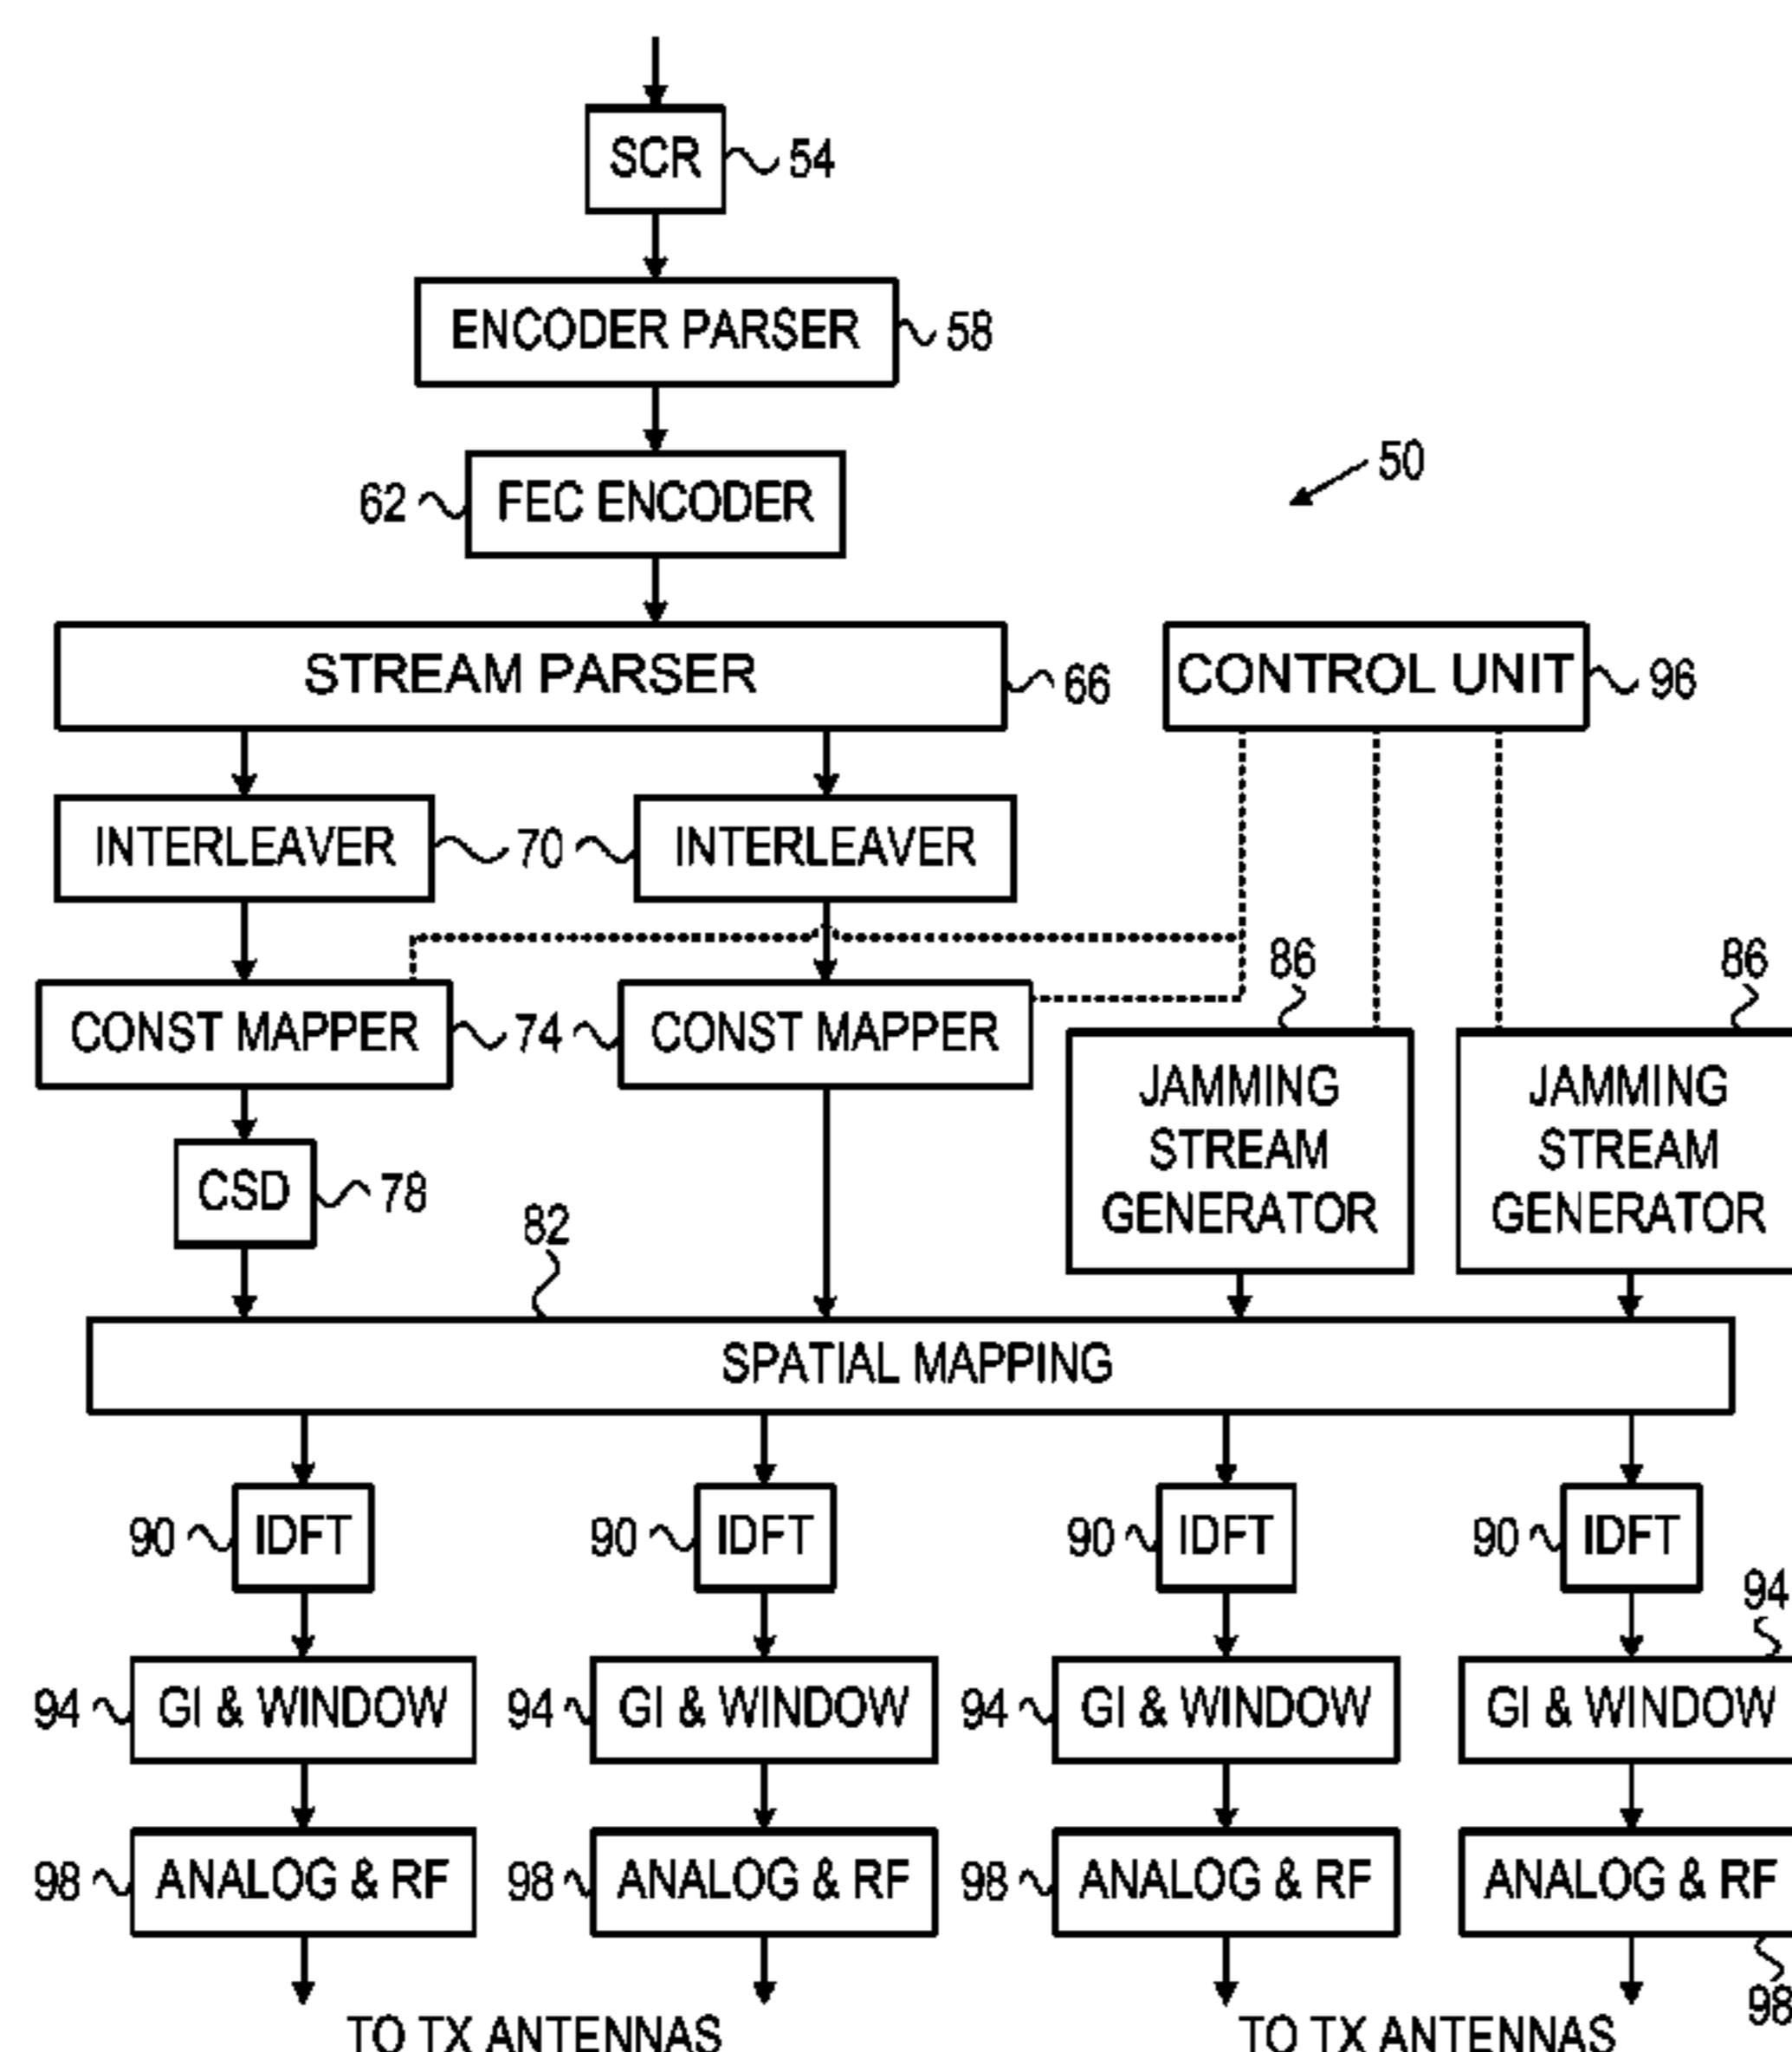 SCR 54
ENCODER PARSER 58
50
62 FEC ENCODER
STREAM PARSER 66
CONTROL UNIT 96
INTERLEAVER 70 INTERLEAVER
86 86
CONST MAPPER 74 CONST MAPPER
JAMMING
STREAM
GENERATOR
JAMMING
STREAM
GENERATOR
CSD 78
82
SPATIAL MAPPING
90 IDFT 90 IDFT 90 IDFT 90 IDFT
94
94 GI & WINDOW 94 GI & WINDOW 94 GI & WINDOW GI & WINDOW
98 ANALOG & RF 98 ANALOG & RF 98 ANALOG & RF ANALOG & RF
98
TO TX ANTENNAS TO TX ANTENNAS